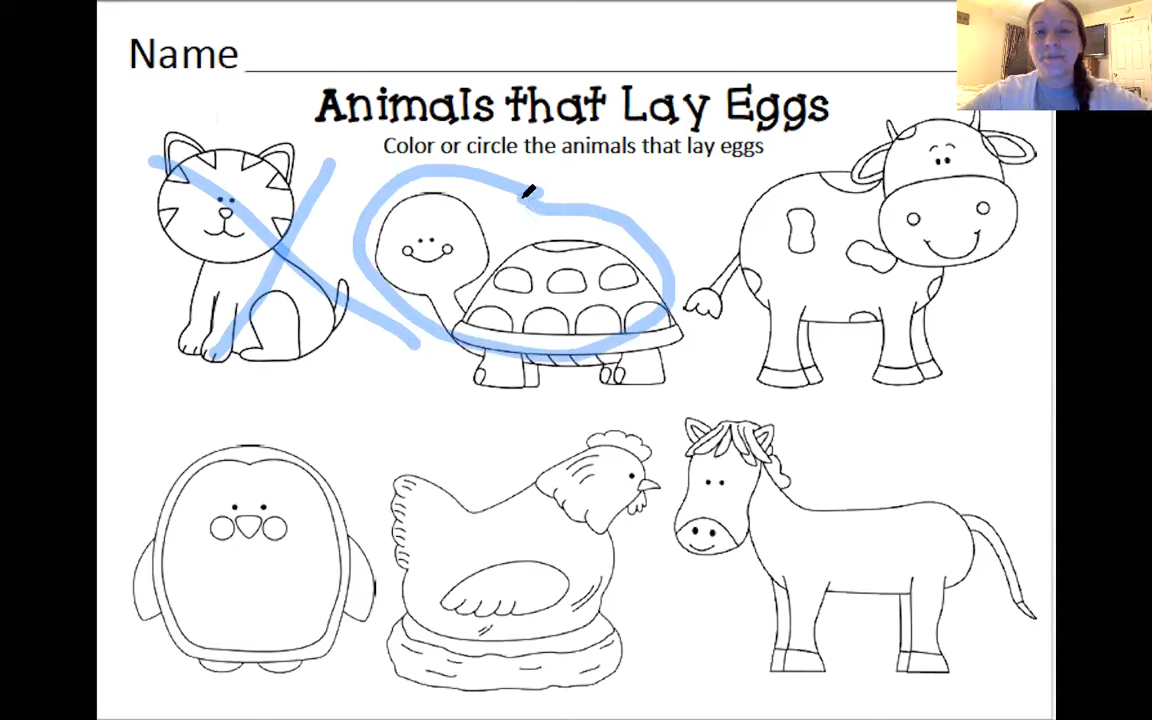 Name
Animals that Lay Eggs
Color or circle the animals that lay eggs